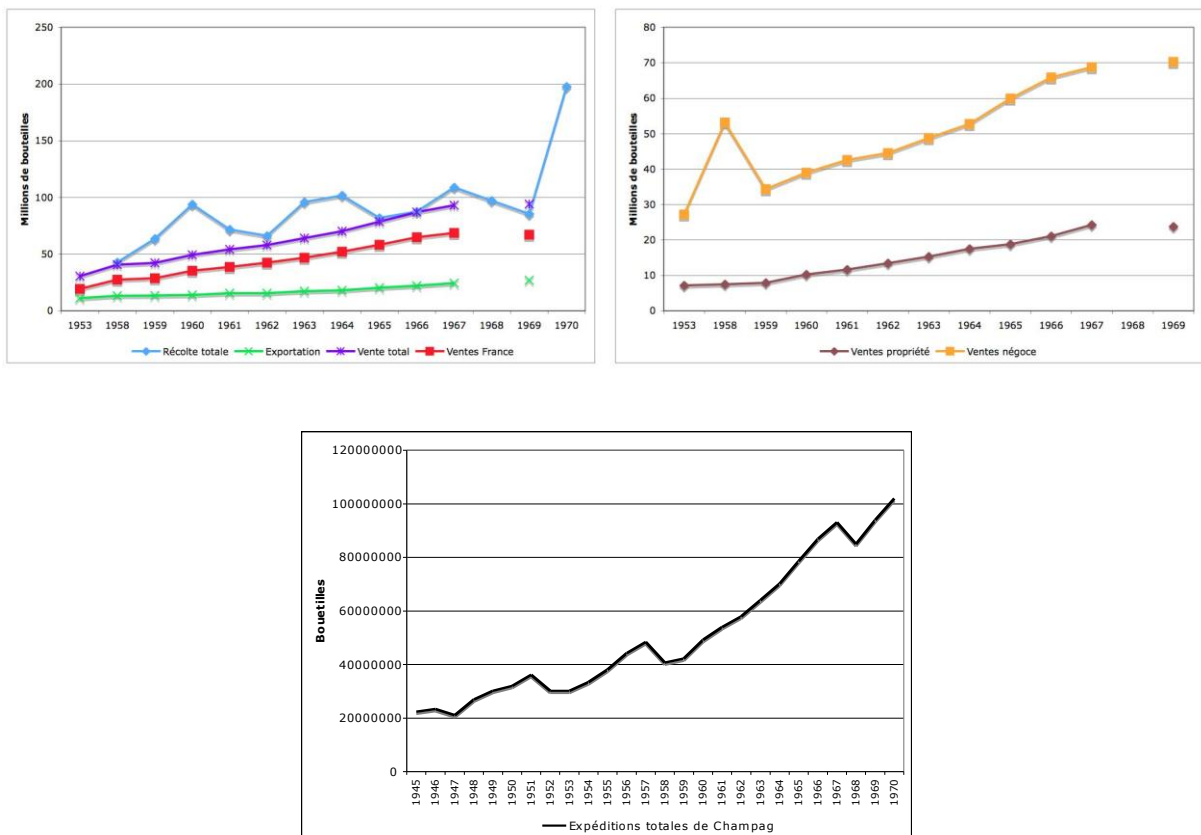 250
200
150
100
50
0
Millions de bouteilles
1953 1958 1959 1960 1961 1962 1963 1964 1965 1966 1967 1968 1969 1970
Récolte totale Exportation Vente total Ventes France
80
70
60
50
40
30
20
10
0
Millions de bouteilles
1953 1958 1959 1960 1961 1962 1963 1964 1965 1966 1967 1968 1969
Ventes propriété Ventes négoce
120000000
100000000
80000000
60000000
40000000
20000000
0
Bouetilles
1945 1946 1947 1948 1949 1950 1951 1952 1953 1954 1955 1956 1957 1958 1959 1960 1961 1962 1963 1964 1965 1966 1967 1968 1969 1970
Expéditions totales de Champag